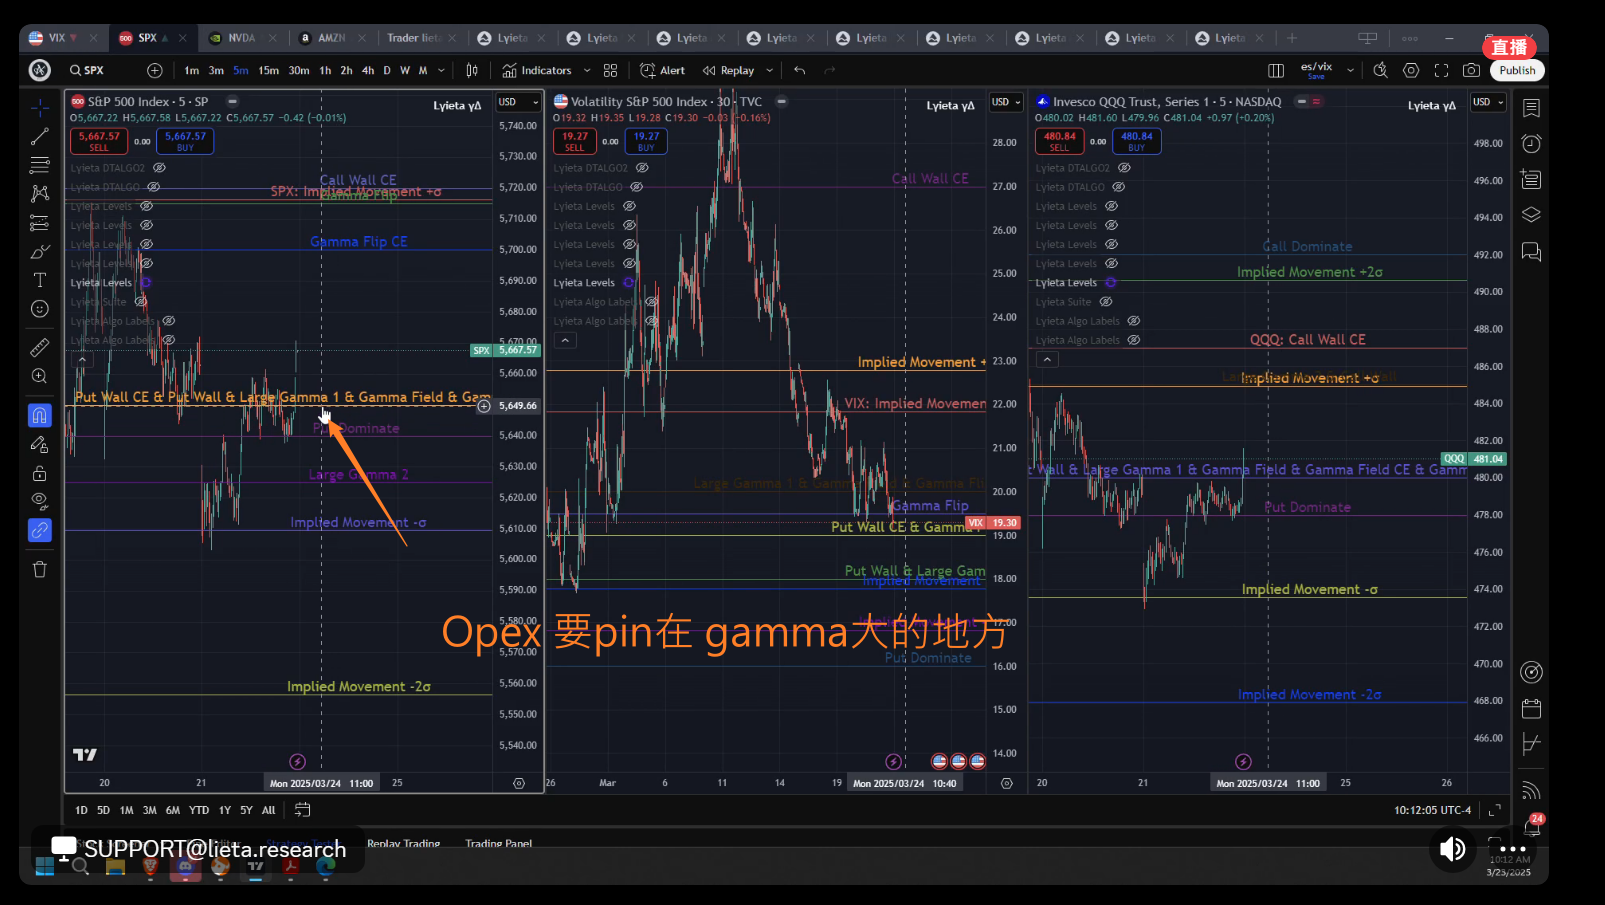 VIX
SPX
NVDA
AMZN
Trader lieta
Lyieta
Lyieta
Lyieta
Lyieta
Lyieta
Lyieta
Lyieta
Lyieta
Lyieta
直播
SPX
1m 3m 5m 15m 30m 1h 2h 4h D W M
Indicators
Alert
Replay
es/vix
Save
Publish
S&P 500 Index · 5 · SP
Lyieta γΔ
USD
O5,667.22 H5,667.58 L5,667.22 C5,667.57 −0.42 (−0.01%)
5,667.57
SELL
0.00
5,667.57
BUY
Lyieta DTALGO2
Lyieta DTALGO
Lyieta Levels
Lyieta Levels
Lyieta Levels
Lyieta Levels
Lyieta Levels
Lyieta Suite
Lyieta Algo Labels
Lyieta Algo Labels
Call Wall CE
SPX: Implied Movement +σ
Gamma Flip
Gamma Flip CE
Put Wall CE & Put Wall & Large Gamma 1 & Gamma Field & Gam
Put Dominate
Large Gamma 2
Implied Movement -σ
Implied Movement -2σ
5,740.00
5,730.00
5,720.00
5,710.00
5,700.00
5,690.00
5,680.00
5,670.00
SPX 5,667.57
5,660.00
5,649.66
5,640.00
5,630.00
5,620.00
5,610.00
5,600.00
5,590.00
5,580.00
5,570.00
5,560.00
5,550.00
5,540.00
20 21 Mon 2025/03/24 11:00 25
Volatility S&P 500 Index · 30 · TVC
Lyieta γΔ
USD
O19.32 H19.35 L19.28 C19.30 −0.03 (−0.16%)
19.27
SELL
0.00
19.27
BUY
Lyieta DTALGO2
Lyieta DTALGO
Lyieta Levels
Lyieta Levels
Lyieta Levels
Lyieta Levels
Lyieta Levels
Lyieta Algo Labels
Lyieta Algo Labels
Call Wall CE
Implied Movement +
VIX: Implied Movemen
Large Gamma 1 & Gamma Field & Gamma Fli
Gamma Flip
Put Wall CE & Gamma
Put Wall & Large Gam
Implied Movement
Put Dominate
28.00
27.00
26.00
25.00
24.00
23.00
22.00
21.00
20.00
VIX 19.30
19.00
18.00
17.00
16.00
15.00
14.00
26 Mar 6 11 14 19 Mon 2025/03/24 10:40
Invesco QQQ Trust, Series 1 · 5 · NASDAQ
Lyieta γΔ
USD
O480.02 H481.60 L479.96 C481.04 +0.97 (+0.20%)
480.84
SELL
0.00
480.84
BUY
Lyieta DTALGO2
Lyieta DTALGO
Lyieta Levels
Lyieta Levels
Lyieta Levels
Lyieta Levels
Lyieta Levels
Lyieta Suite
Lyieta Algo Labels
Lyieta Algo Labels
Call Dominate
Implied Movement +2σ
QQQ: Call Wall CE
Implied Movement +σ
t Wall & Large Gamma 1 & Gamma Field & Gamma Field CE & Gamm
Put Dominate
Implied Movement -σ
Implied Movement -2σ
498.00
496.00
494.00
492.00
490.00
488.00
486.00
484.00
482.00
QQQ 481.04
480.00
478.00
476.00
474.00
472.00
470.00
468.00
466.00
20 21 Mon 2025/03/24 11:00 25 26
Opex 要pin在 gamma大的地方
1D 5D 1M 3M 6M YTD 1Y 5Y All
10:12:05 UTC-4
24
Replay Trading
Trading Panel
SUPPORT@lieta.research
10:12 AM